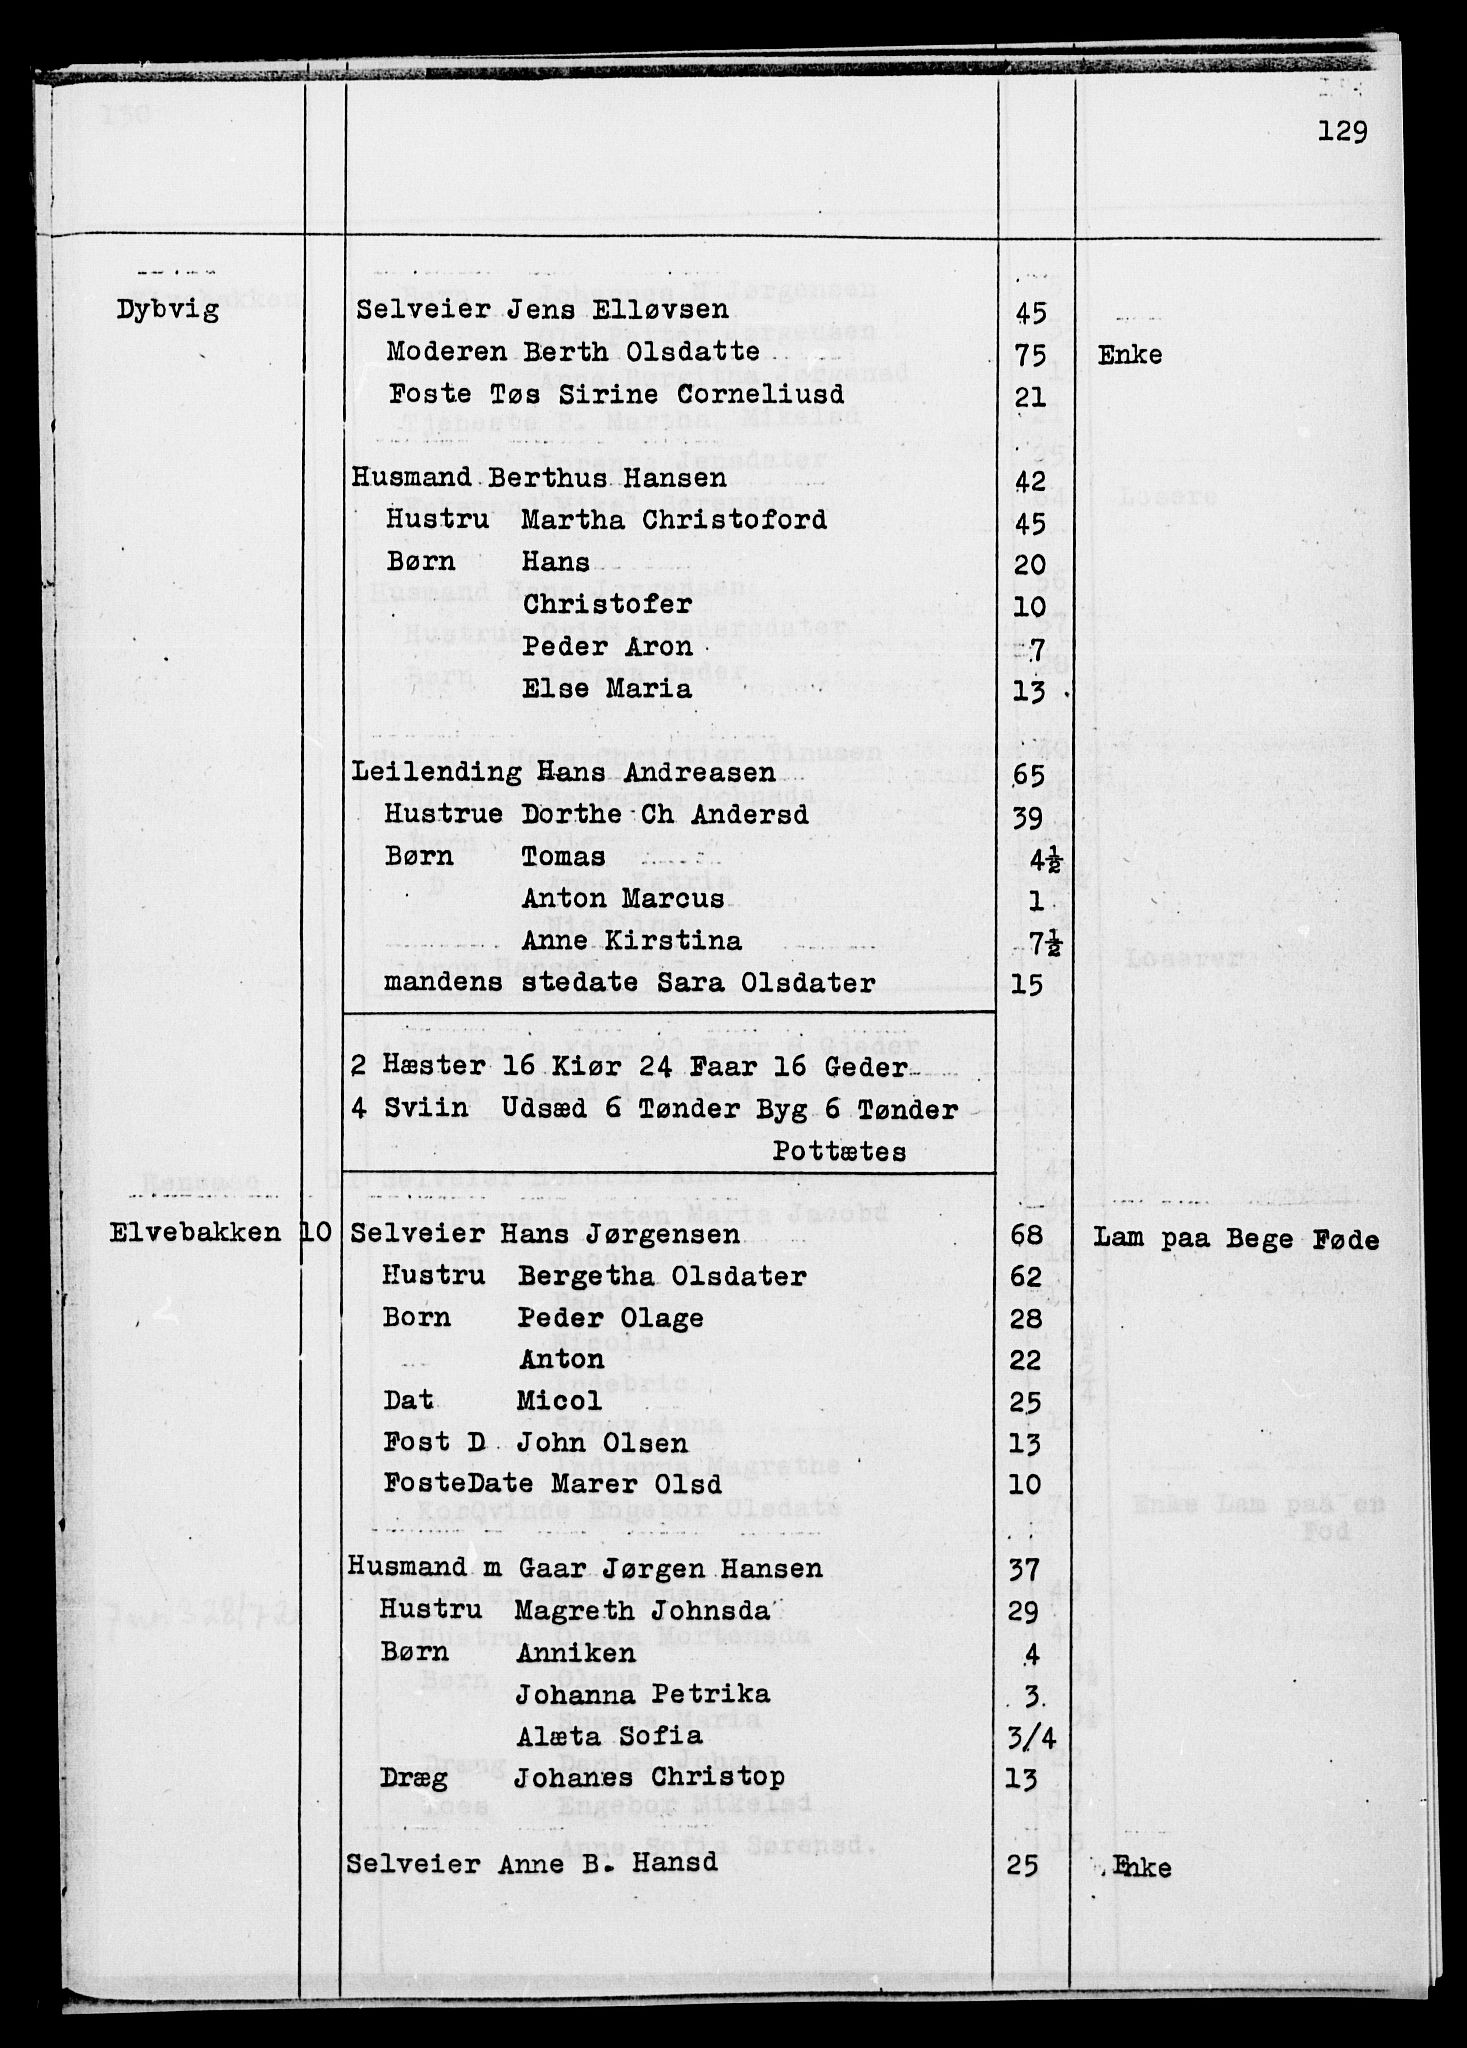 129
Dybvig Selveier Jens Elløvsen 45
Moderen Berth Olsdatte 75 Enke
Foste Tøs Sirine Corneliusd 21
Husmand Berthus Hansen 42
Hustru Martha Christoford 45
Børn Hans 20
Christofer 10
Peder Aron 7
Else Maria 13
Leilending Hans Andreasen 65
Hustrue Dorthe Ch Andersd 39
Børn Tomas 4½
Anton Marcus 1
Anne Kirstina 7½
mandens stedate Sara Olsdater 15
2 Hæster 16 Kiør 24 Faar 16 Geder
4 Sviin Udsæd 6 Tønder Byg 6 Tønder
Pottætes
Elvebakken 10 Selveier Hans Jørgensen 68 Lam paa Bege Føde
Hustru Bergetha Olsdater 62
Born Peder Olage 28
Anton 22
Dat Micol 25
Fost D John Olsen 13
FosteDate Marer Olsd 10
Husmand m Gaar Jørgen Hansen 37
Hustru Magreth Johnsda 29
Børn Anniken 4
Johanna Petrika 3
Alæta Sofia 3/4
Dræg Johanes Christop 13
Selveier Anne B. Hansd 25 Enke